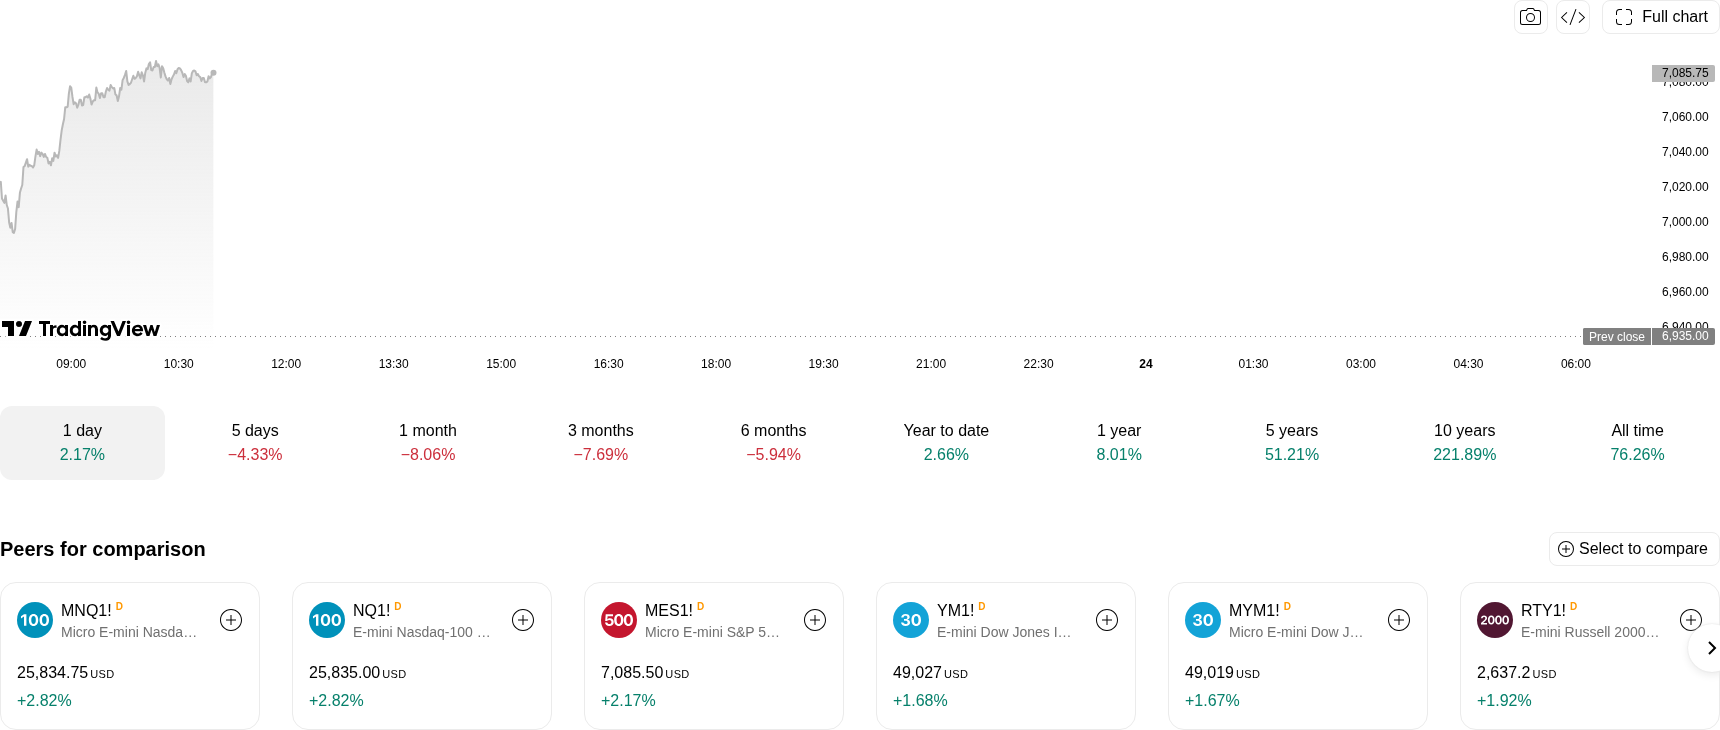 Full chart
7,085.75
7,080.00
7,060.00
7,040.00
7,020.00
7,000.00
6,980.00
6,960.00
6,940.00
TradingView
Prev close 6,935.00
09:00 10:30 12:00 13:30 15:00 16:30 18:00 19:30 21:00 22:30 24 01:30 03:00 04:30 06:00
1 day 5 days 1 month 3 months 6 months Year to date 1 year 5 years 10 years All time
2.17% −4.33% −8.06% −7.69% −5.94% 2.66% 8.01% 51.21% 221.89% 76.26%
Peers for comparison
Select to compare
100 MNQ1! D
Micro E-mini Nasda…
25,834.75 USD
+2.82%
100 NQ1! D
E-mini Nasdaq-100 …
25,835.00 USD
+2.82%
500 MES1! D
Micro E-mini S&P 5…
7,085.50 USD
+2.17%
30 YM1! D
E-mini Dow Jones I…
49,027 USD
+1.68%
30 MYM1! D
Micro E-mini Dow J…
49,019 USD
+1.67%
2000 RTY1! D
E-mini Russell 2000…
2,637.2 USD
+1.92%